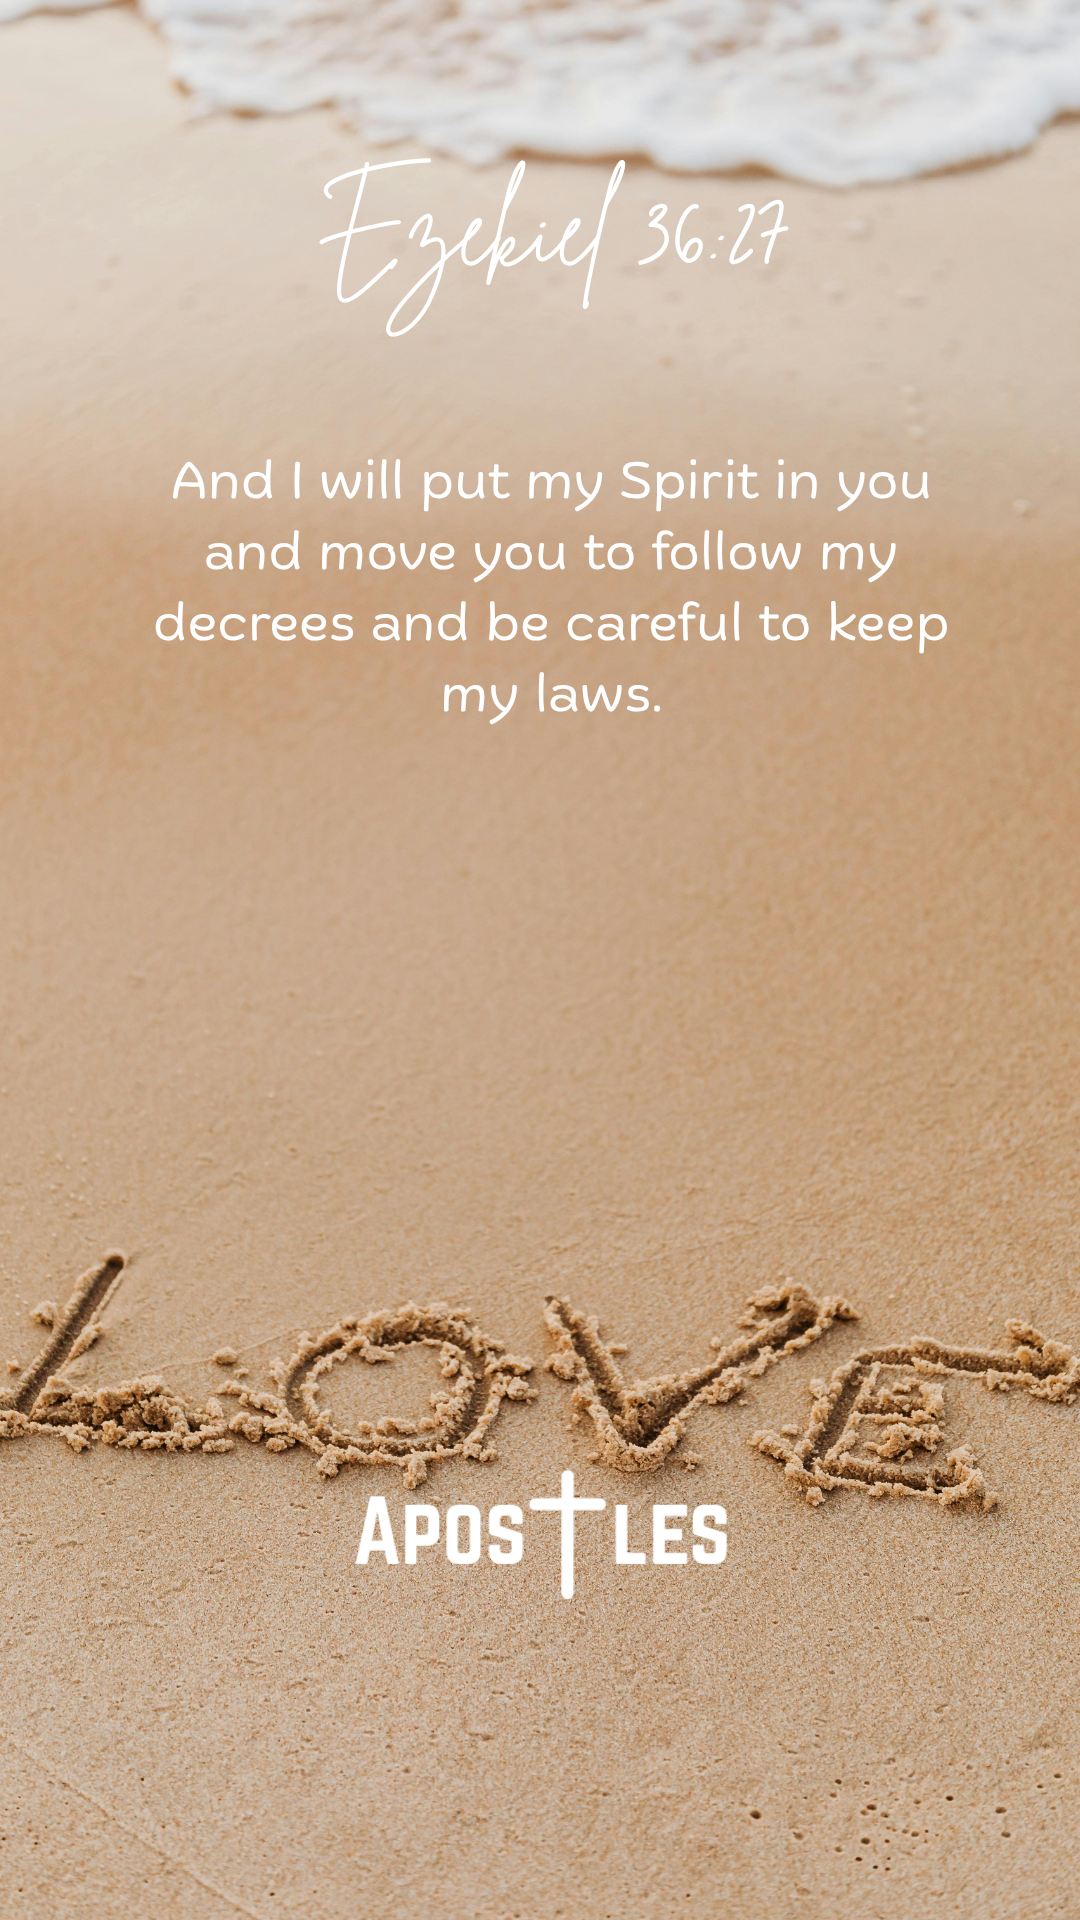 Ezekiel 36:27
And I will put my Spirit in you
and move you to follow my
decrees and be careful to keep
my laws.
LOVE
APOSTLES